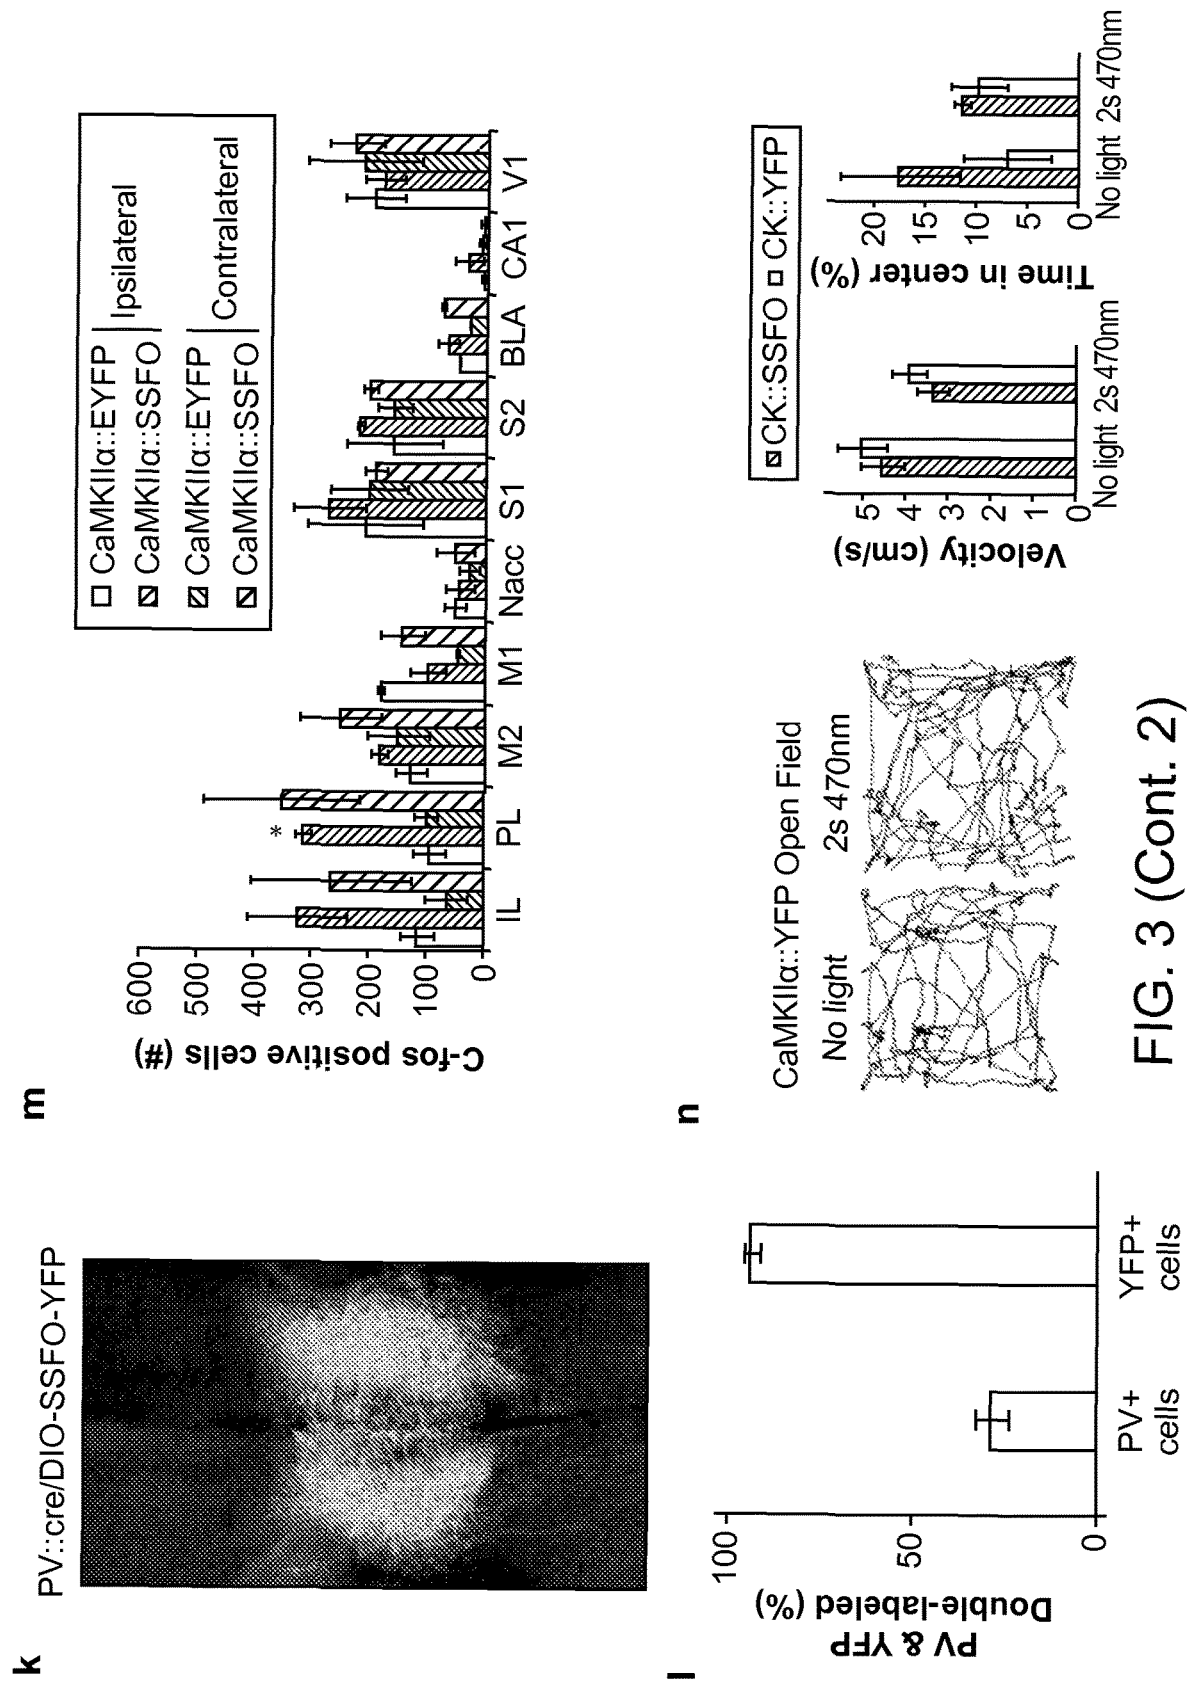 k
PV::cre/DIO-SSFO-YFP
l
PV & YFP
Double-labeled (%)
100
50
0
PV+
cells
YFP+
cells
m
C-fos positive cells (#)
600
500
400
300
200
100
0
*
IL PL M2 M1 Nacc S1 S2 BLA CA1 V1
CaMKIIα::EYFP
CaMKIIα::SSFO
Ipsilateral
CaMKIIα::EYFP
CaMKIIα::SSFO
Contralateral
n
CaMKIIα::YFP Open Field
No light 2s 470nm
CK::SSFO CK::YFP
Velocity (cm/s)
5
4
3
2
1
0
No light 2s 470nm
Time in center (%)
20
15
10
5
0
No light 2s 470nm
FIG. 3 (Cont. 2)